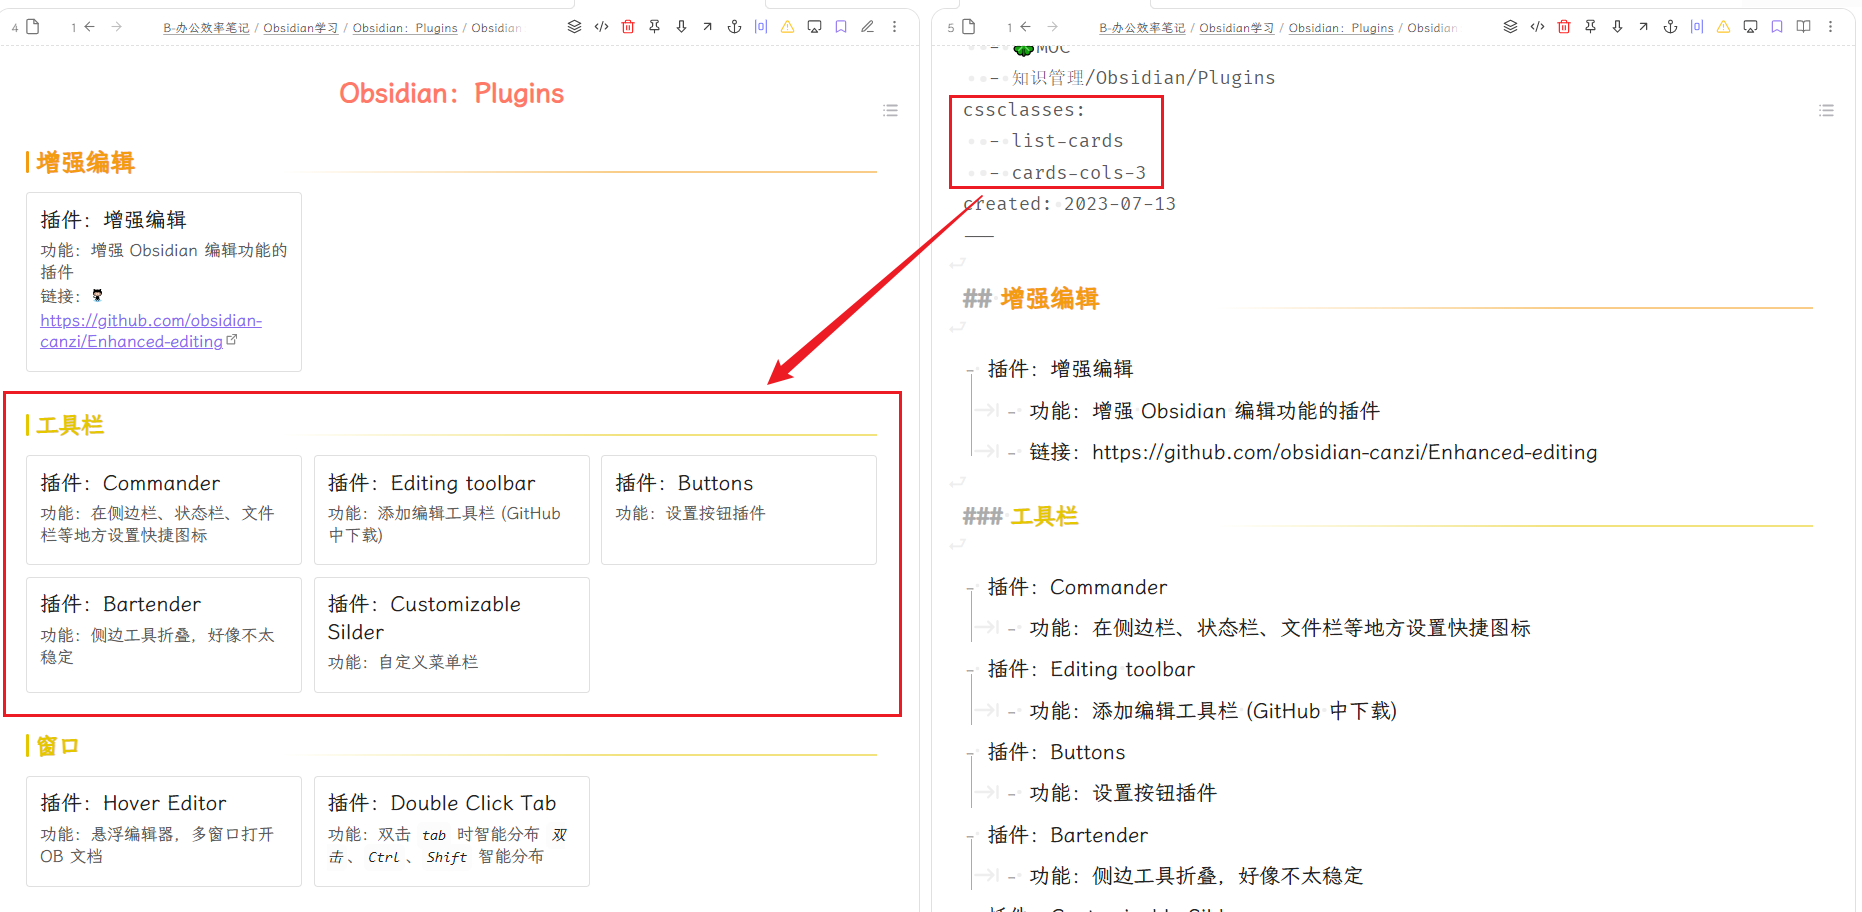 4 1 B-办公效率笔记 / Obsidian学习 / Obsidian：Plugins / Obsidian
Obsidian：Plugins
增强编辑
插件：增强编辑
功能：增强 Obsidian 编辑功能的
插件
链接：
https://github.com/obsidian-
canzi/Enhanced-editing
工具栏
插件：Commander
功能：在侧边栏、状态栏、文件
栏等地方设置快捷图标
插件：Editing toolbar
功能：添加编辑工具栏 (GitHub
中下载)
插件：Buttons
功能：设置按钮插件
插件：Bartender
功能：侧边工具折叠，好像不太
稳定
插件：Customizable
Silder
功能：自定义菜单栏
窗口
插件：Hover Editor
功能：悬浮编辑器，多窗口打开
OB 文档
插件：Double Click Tab
功能：双击 tab 时智能分布 双
击、Ctrl、Shift 智能分布
5 1 B-办公效率笔记 / Obsidian学习 / Obsidian：Plugins / Obsidian
- MOC
- 知识管理/Obsidian/Plugins
cssclasses:
- list-cards
- cards-cols-3
created: 2023-07-13
---
## 增强编辑
- 插件：增强编辑
- 功能：增强 Obsidian 编辑功能的插件
- 链接：https://github.com/obsidian-canzi/Enhanced-editing
### 工具栏
- 插件：Commander
- 功能：在侧边栏、状态栏、文件栏等地方设置快捷图标
- 插件：Editing toolbar
- 功能：添加编辑工具栏 (GitHub 中下载)
- 插件：Buttons
- 功能：设置按钮插件
- 插件：Bartender
- 功能：侧边工具折叠，好像不太稳定